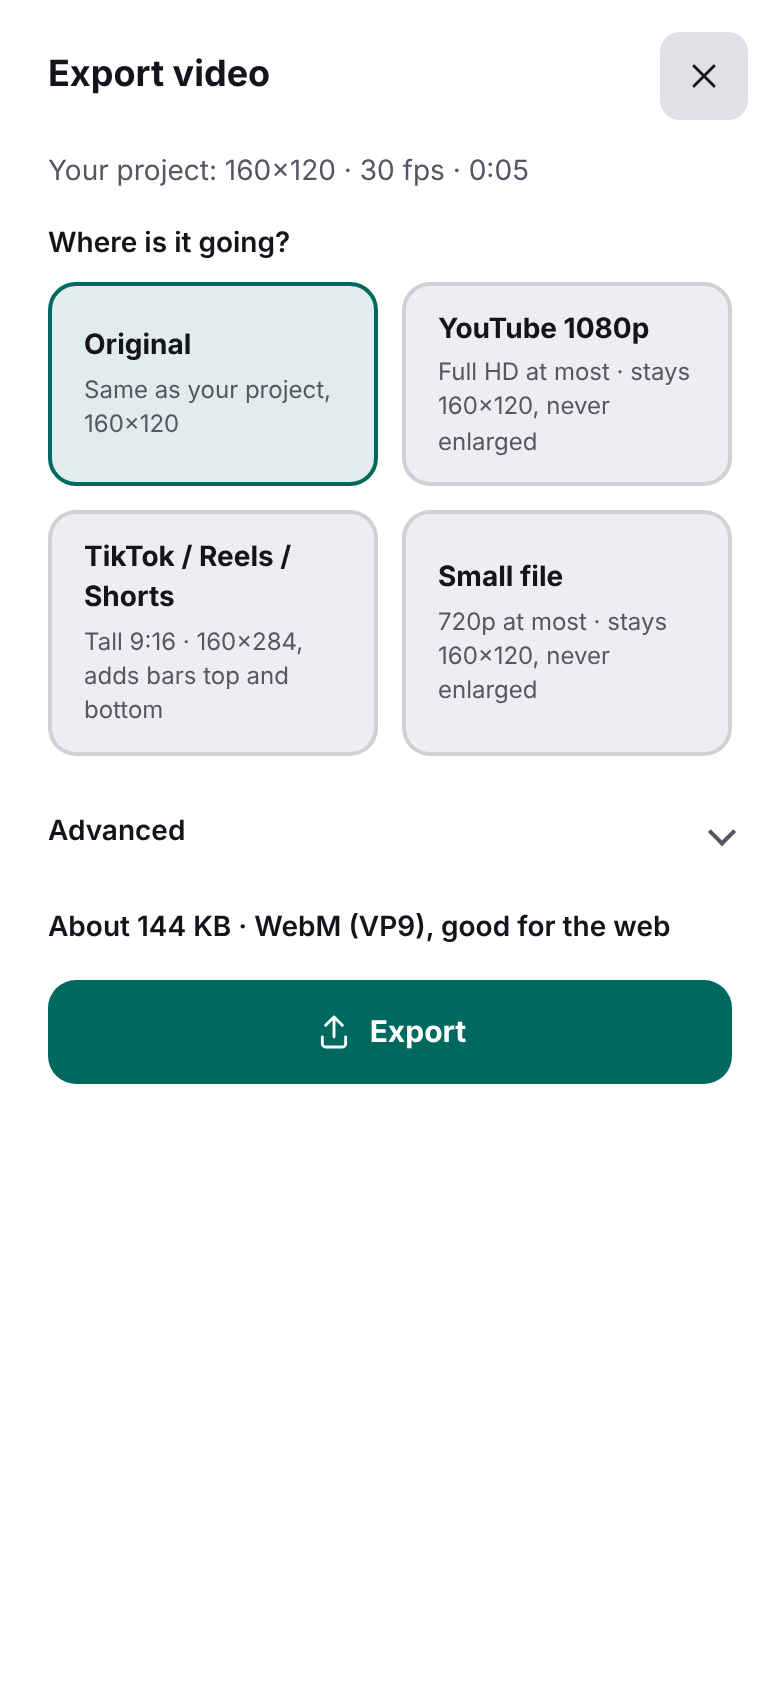 Export video
Your project: 160×120 · 30 fps · 0:05
Where is it going?
Original
Same as your project,
160×120
YouTube 1080p
Full HD at most · stays
160×120, never
enlarged
TikTok / Reels /
Shorts
Tall 9:16 · 160×284,
adds bars top and
bottom
Small file
720p at most · stays
160×120, never
enlarged
Advanced
About 144 KB · WebM (VP9), good for the web
Export